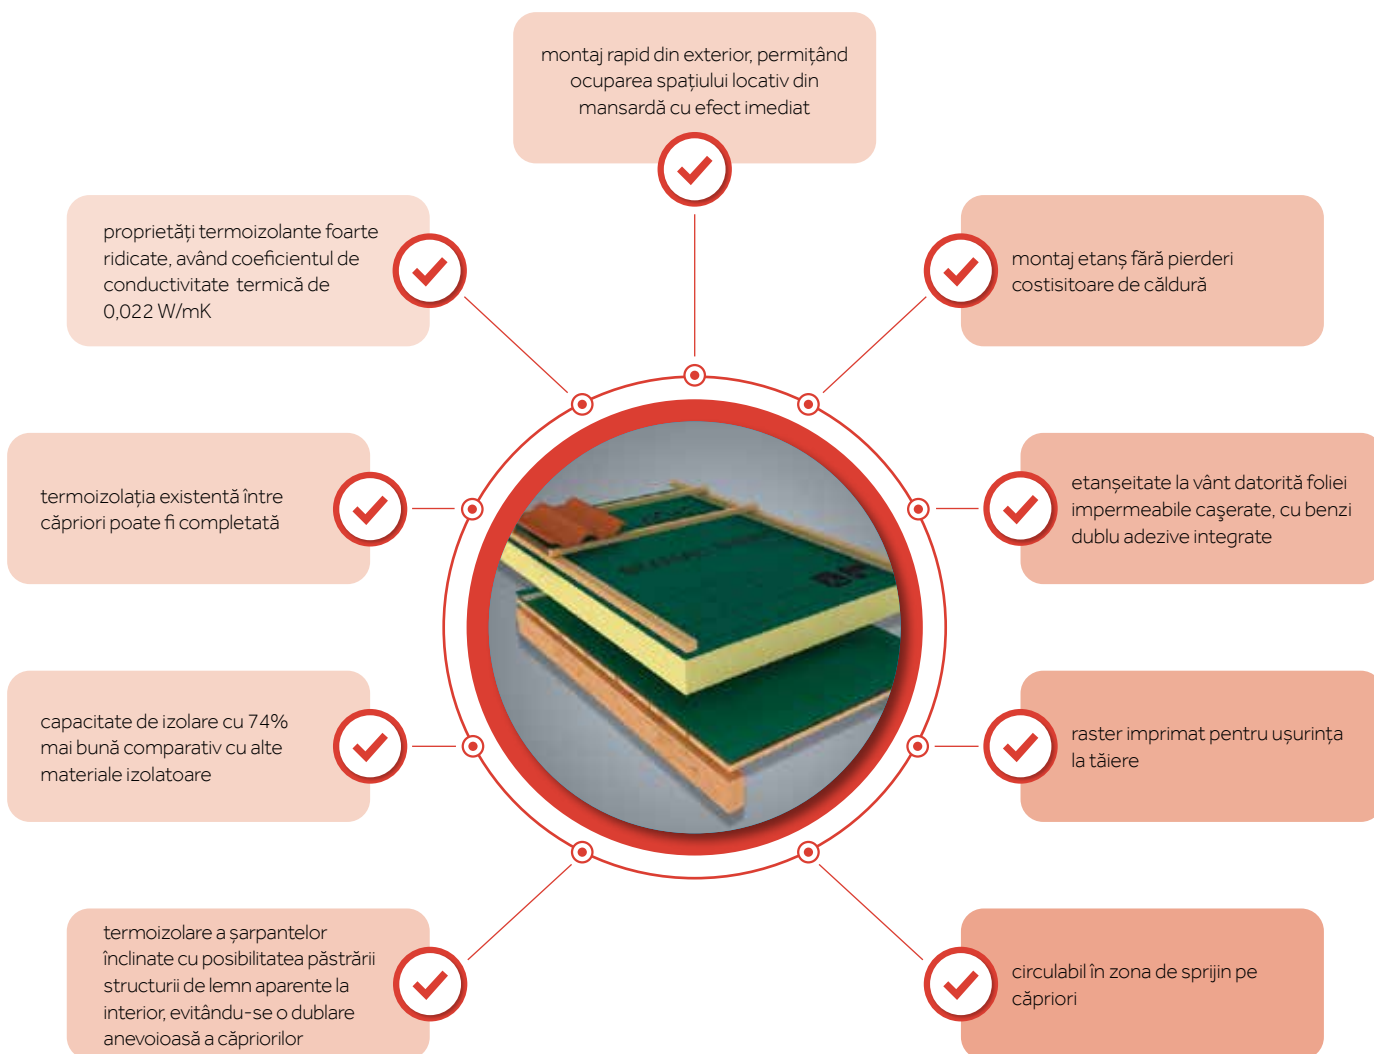 montaj rapid din exterior, permițând
ocuparea spațiului locativ din
mansardă cu efect imediat
proprietăți termoizolante foarte
ridicate, având coeficientul de
conductivitate termică de
0,022 W/mK
montaj etanș fără pierderi
costisitoare de căldură
termoizolația existentă între
căpriori poate fi completată
etanșeitate la vânt datorită foliei
impermeabile caşerate, cu benzi
dublu adezive integrate
capacitate de izolare cu 74%
mai bună comparativ cu alte
materiale izolatoare
raster imprimat pentru ușurința
la tăiere
termoizolare a șarpantelor
înclinate cu posibilitatea păstrării
structurii de lemn aparente la
interior, evitându-se o dublare
anevoioasă a căpriorilor
circulabil în zona de sprijin pe
căpriori